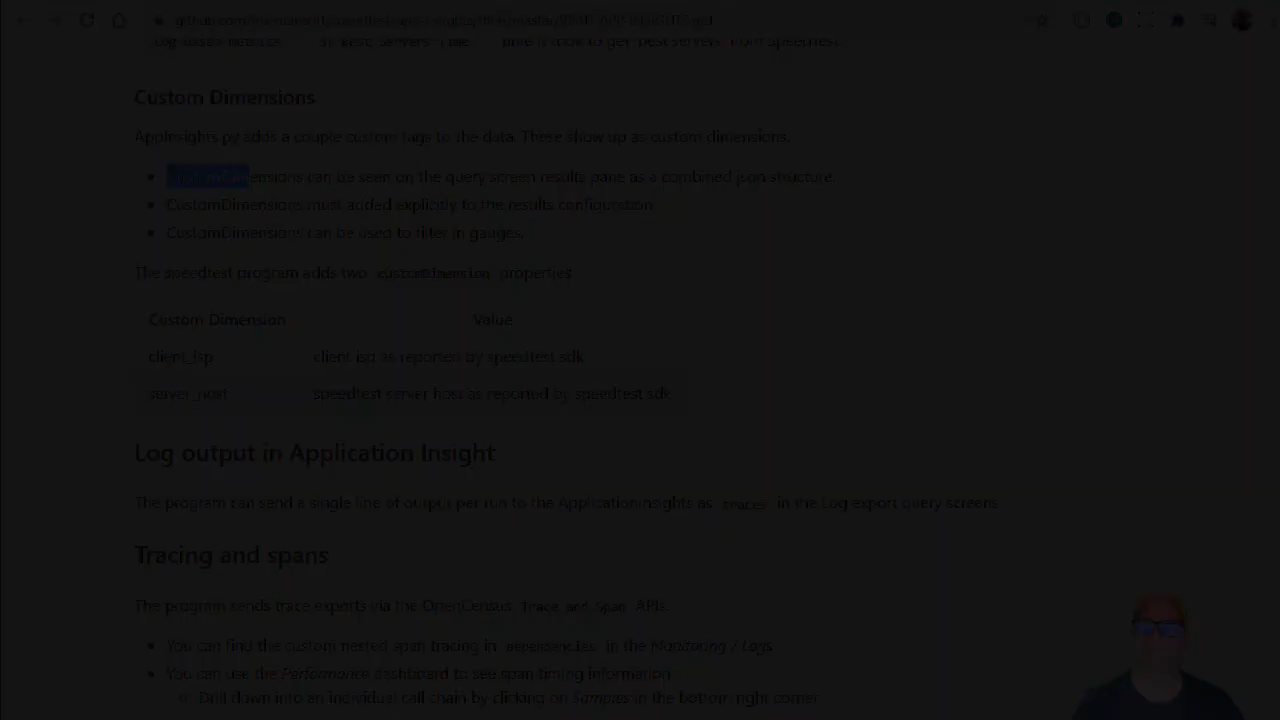 Custom Dimensions
AppInsights.py adds a couple custom tags to the data. These show up as custom dimensions.
can be seen on the query screen results pane as a combined json structure.
CustomDimensions must added explicitly to the results configuration
CustomDimensions can be used to filter in gauges.
The speedtest program adds two customDimension properties
Custom Dimension Value
client_isp client isp as reported by speedtest sdk
server_host speedtest server host as reported by speedtest sdk
Log output in Application Insight
The program can send a single line of output per run to the ApplicationInsights as traces in the Log export query screens
Tracing and spans
The program sends trace exports via the OpenCensus Trace and Span APIs.
You can find the custom nested span tracing in dependencies in the Monitoring / Logs
You can use the Performance dashboard to see span timing information
Drill down into an individual call chain by clicking on Samples in the bottom right corner